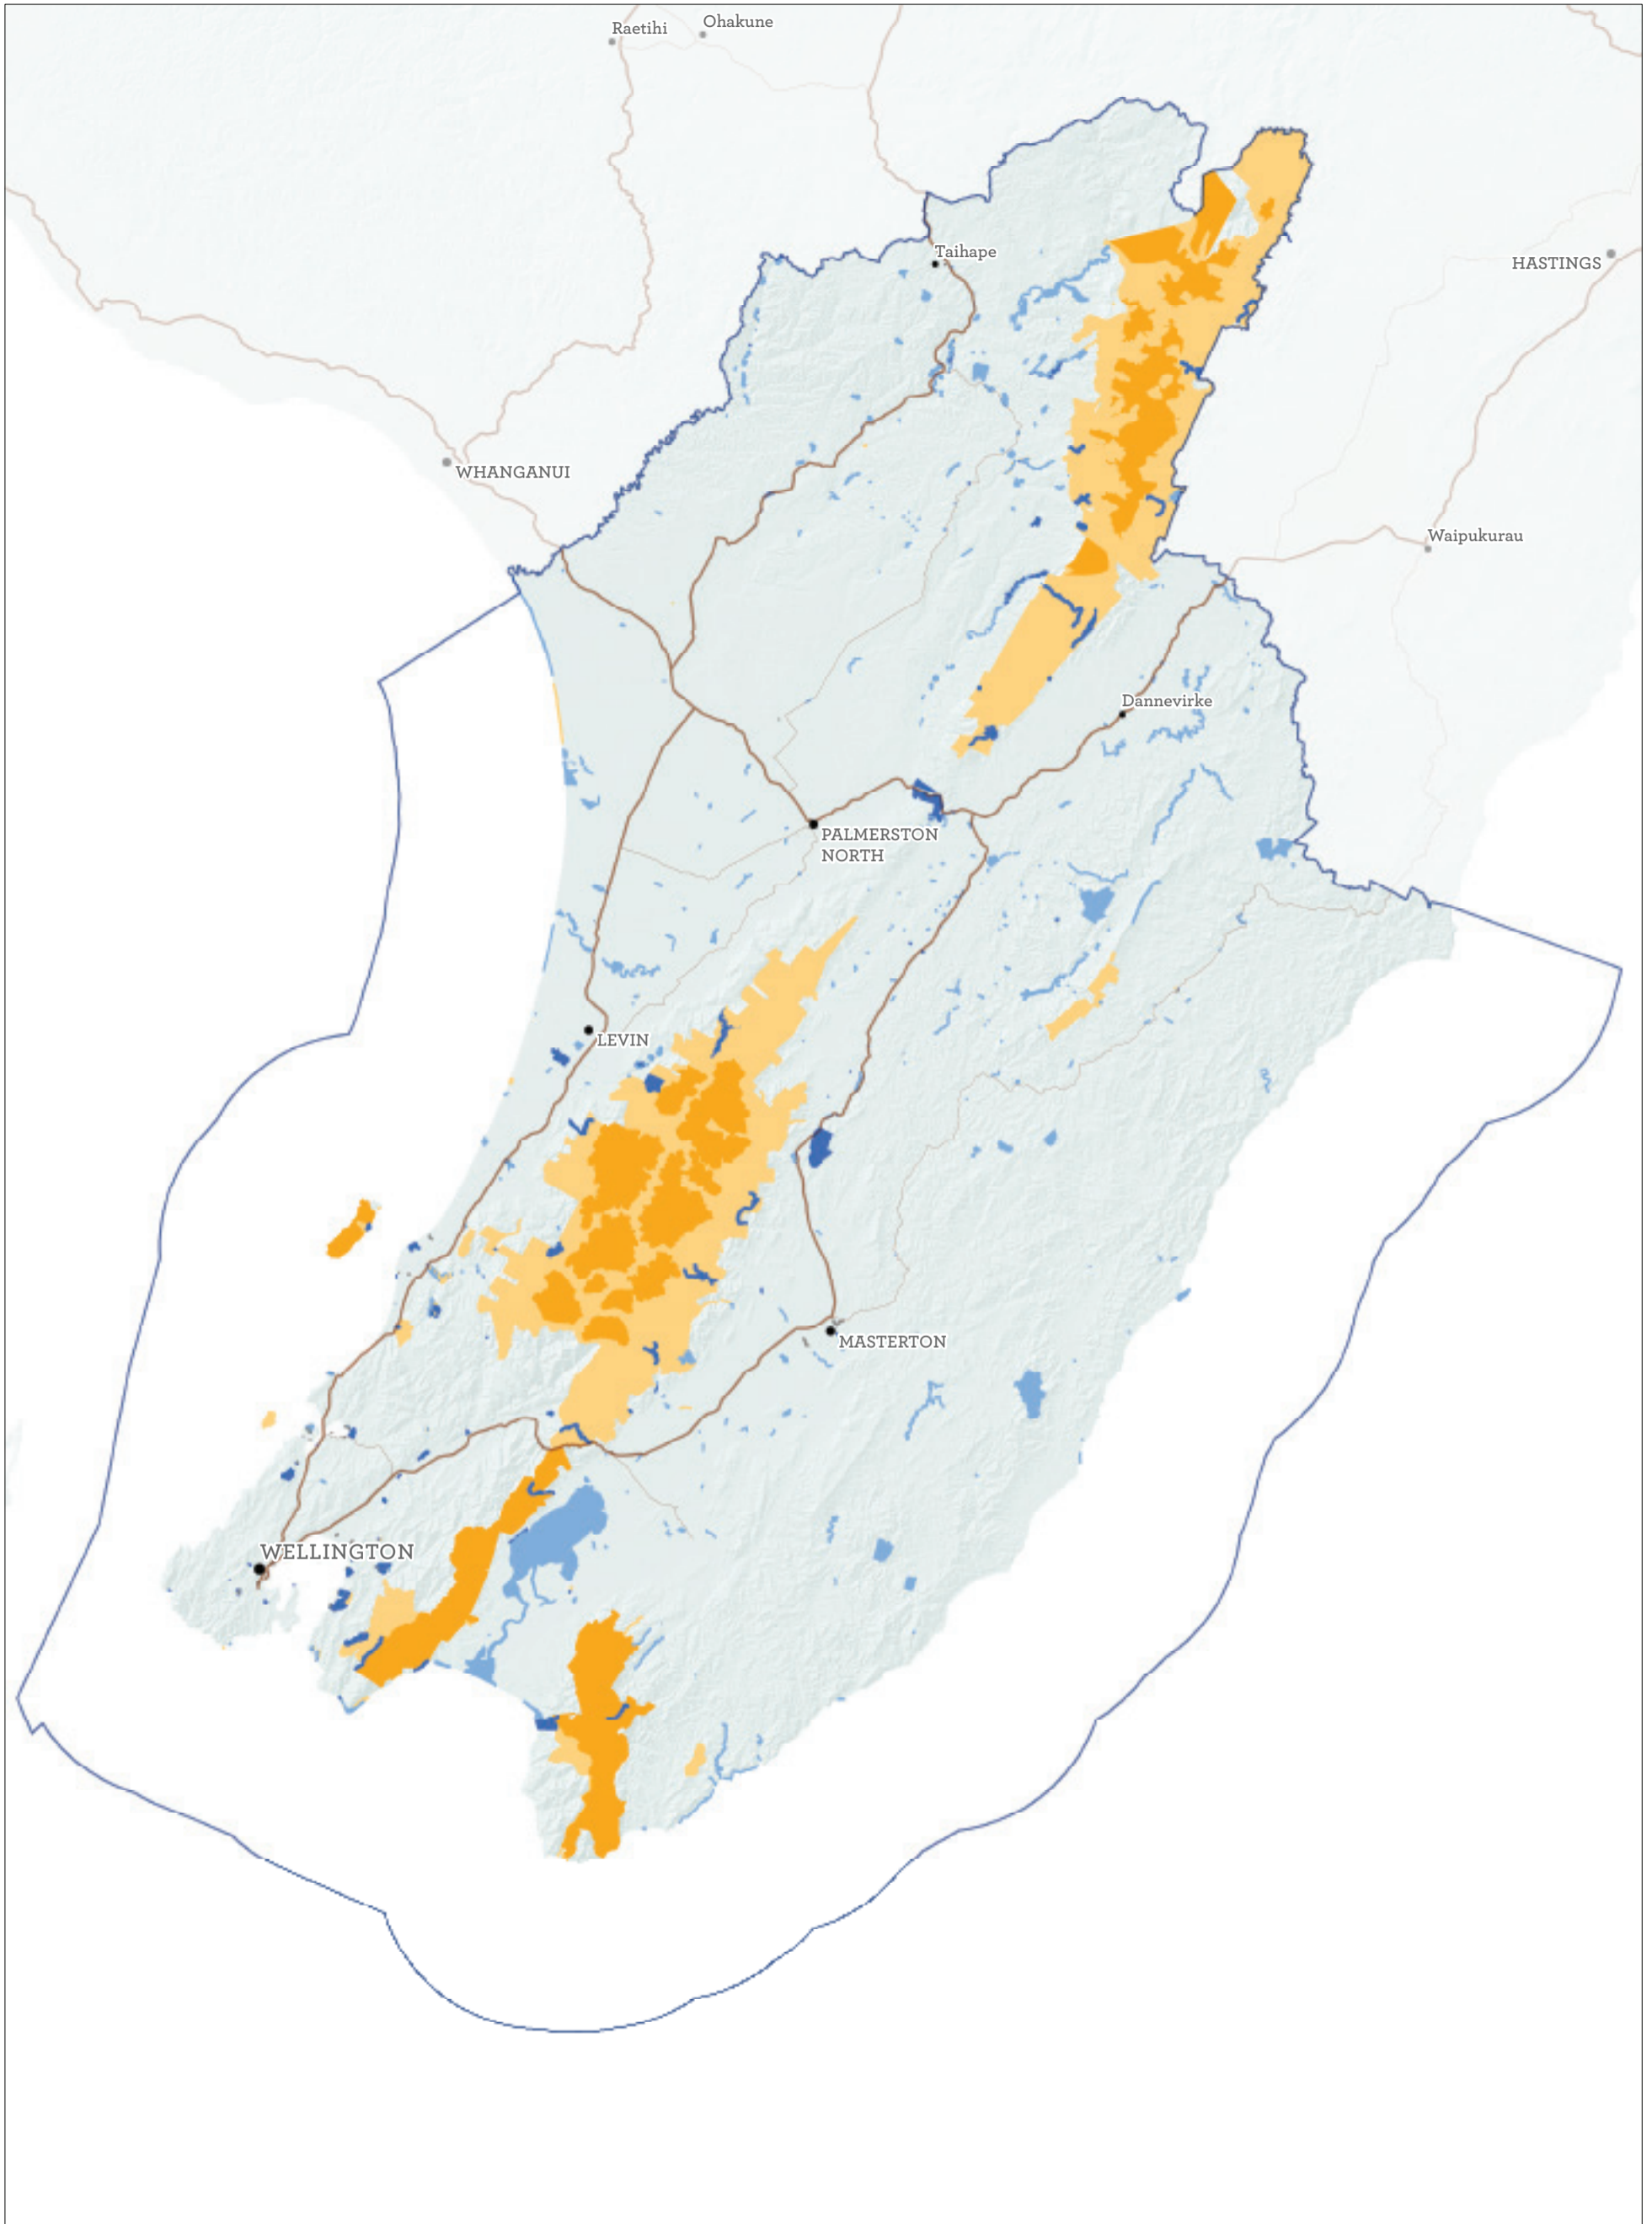 Raetihi
Ohakune
Taihape
HASTINGS
WHANGANUI
Waipukurau
Dannevirke
PALMERSTON
NORTH
LEVIN
MASTERTON
WELLINGTON